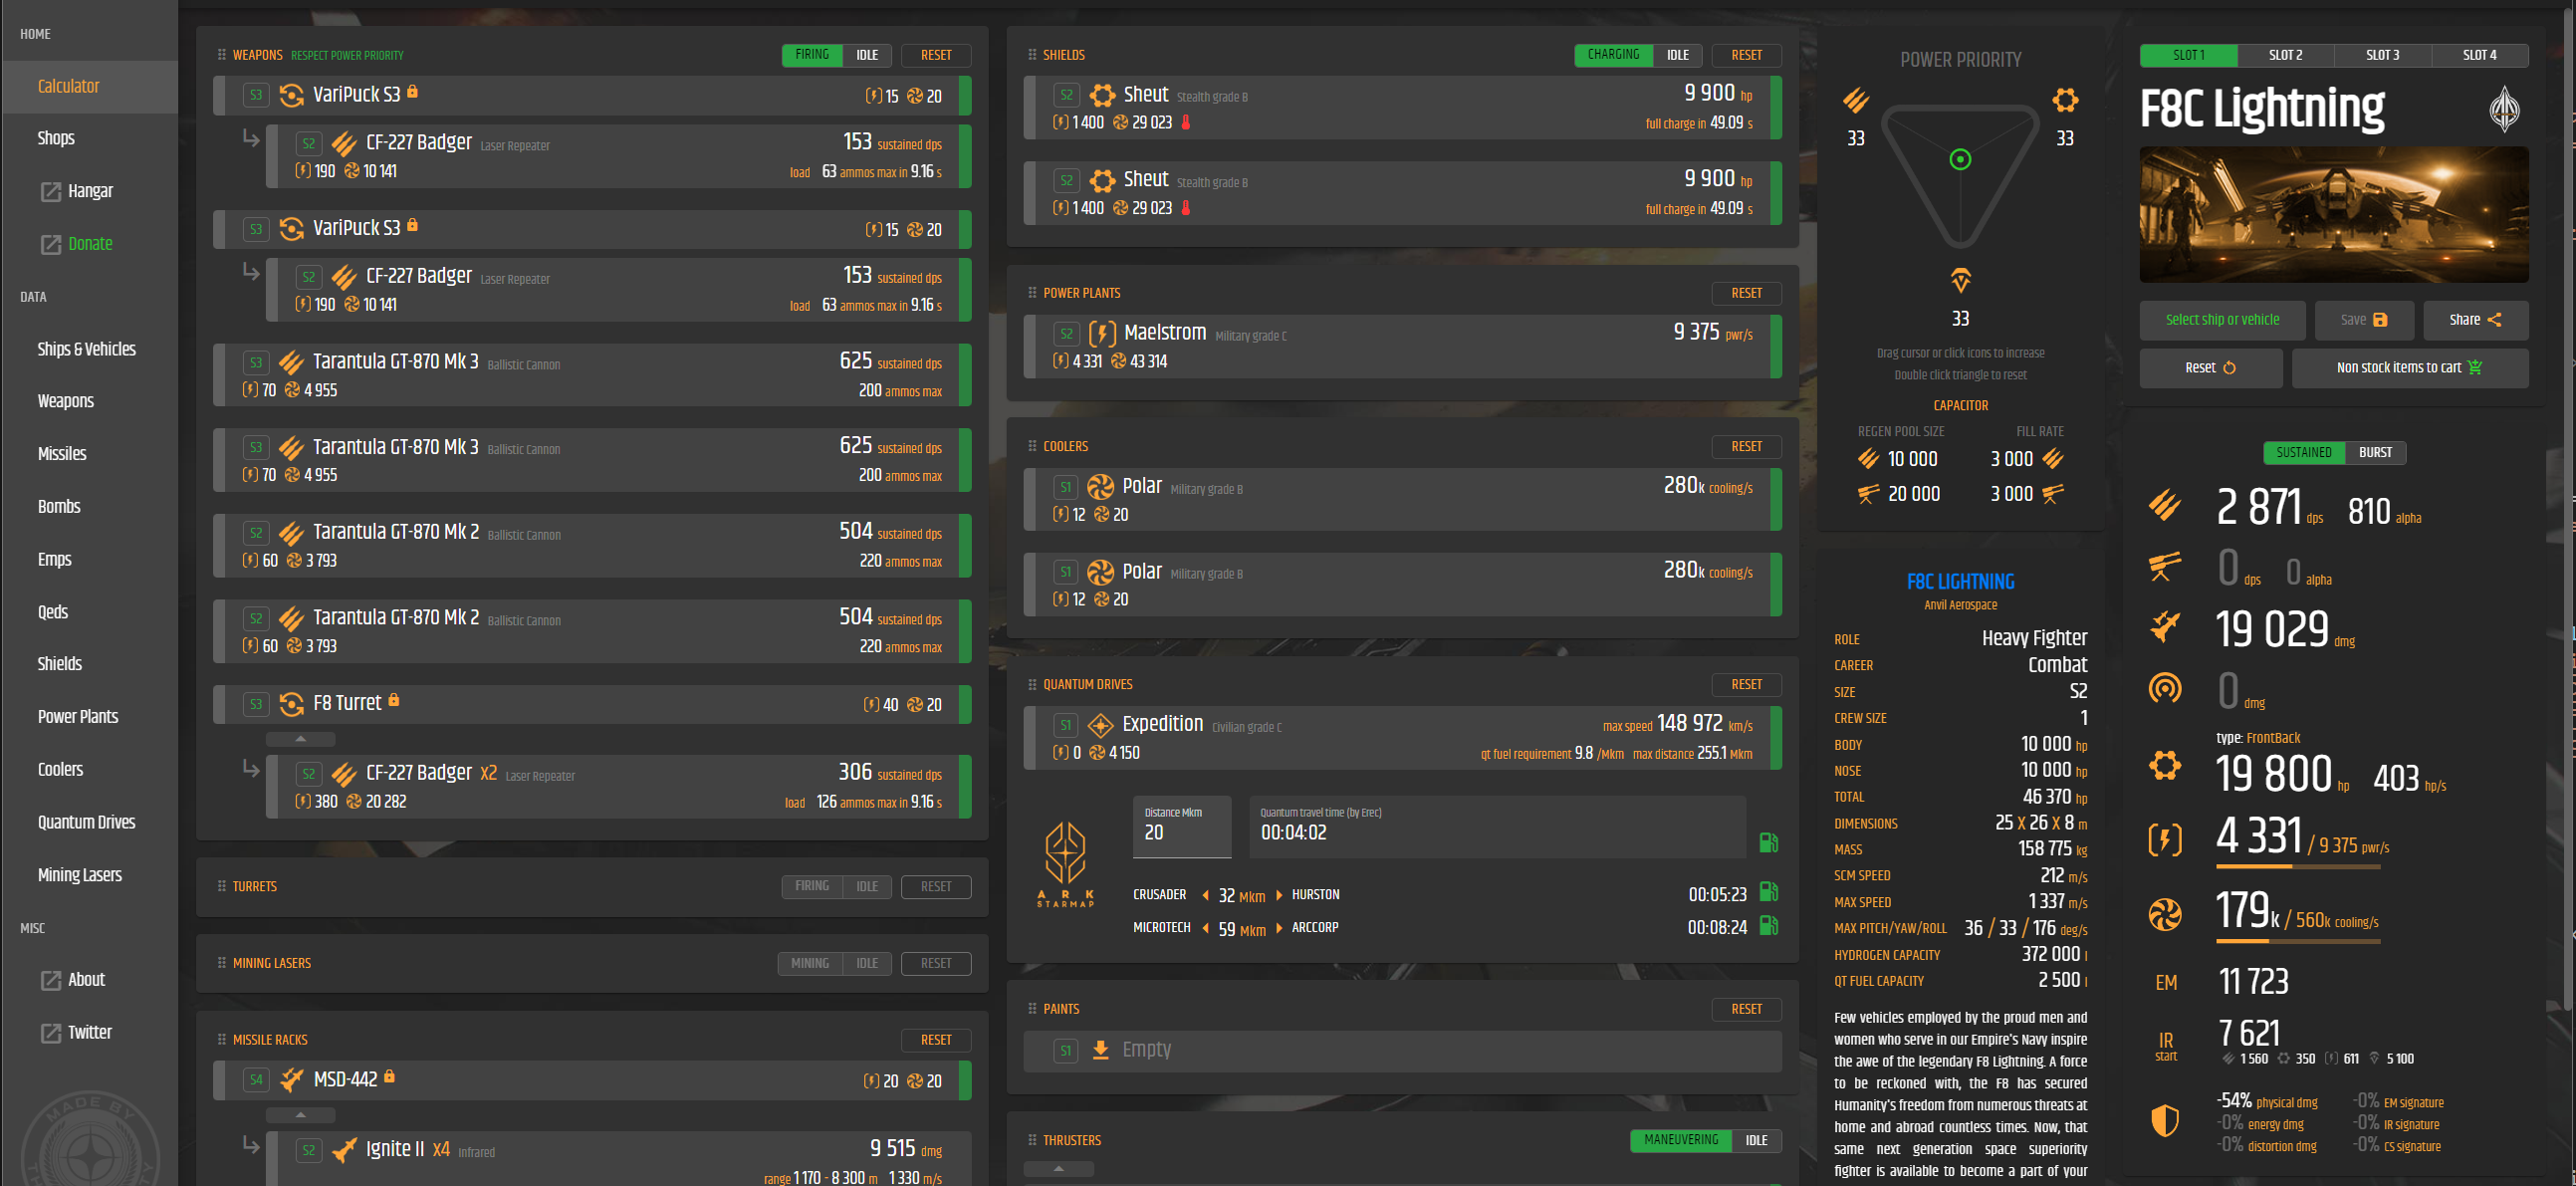 HOME
Calculator
Shops
Hangar
Donate
DATA
Ships & Vehicles
Weapons
Missiles
Bombs
Emps
Qeds
Shields
Power Plants
Coolers
Quantum Drives
Mining Lasers
MISC
About
Twitter
MADE BY
WEAPONS RESPECT POWER PRIORITY FIRING IDLE RESET
S3 VariPuck S3 15 20
S2 CF-227 Badger Laser Repeater 153 sustained dps
190 10 141 load 63 ammos max in 9.16 s
S3 VariPuck S3 15 20
S2 CF-227 Badger Laser Repeater 153 sustained dps
190 10 141 load 63 ammos max in 9.16 s
S3 Tarantula GT-870 Mk 3 Ballistic Cannon 625 sustained dps
70 4 955 200 ammos max
S3 Tarantula GT-870 Mk 3 Ballistic Cannon 625 sustained dps
70 4 955 200 ammos max
S2 Tarantula GT-870 Mk 2 Ballistic Cannon 504 sustained dps
60 3 793 220 ammos max
S2 Tarantula GT-870 Mk 2 Ballistic Cannon 504 sustained dps
60 3 793 220 ammos max
S3 F8 Turret 40 20
S2 CF-227 Badger x2 Laser Repeater 306 sustained dps
380 20 282 load 126 ammos max in 9.16 s
TURRETS FIRING IDLE RESET
MINING LASERS MINING IDLE RESET
MISSILE RACKS RESET
S4 MSD-442 20 20
S2 Ignite II x4 Infrared 9 515 dmg
range 1 170 - 8 300 m 1 330 m/s
SHIELDS CHARGING IDLE RESET
S2 Sheut Stealth grade B 9 900 hp
1 400 29 023 full charge in 49.09 s
S2 Sheut Stealth grade B 9 900 hp
1 400 29 023 full charge in 49.09 s
POWER PLANTS RESET
S2 Maelstrom Military grade C 9 375 pwr/s
4 331 43 314
COOLERS RESET
S1 Polar Military grade B 280k cooling/s
12 20
S1 Polar Military grade B 280k cooling/s
12 20
QUANTUM DRIVES RESET
S1 Expedition Civilian grade C max speed 148 972 km/s
0 4 150 qt fuel requirement 9.8 /Mkm max distance 255.1 Mkm
Distance Mkm
20
Quantum travel time (by Erec)
00:04:02
ARK
STARMAP
CRUSADER 32 Mkm HURSTON 00:05:23
MICROTECH 59 Mkm ARCCORP 00:08:24
PAINTS RESET
S1 Empty
THRUSTERS MANEUVERING IDLE
POWER PRIORITY
33 33
33
Drag cursor or click icons to increase
Double click triangle to reset
CAPACITOR
REGEN POOL SIZE FILL RATE
10 000 3 000
20 000 3 000
F8C LIGHTNING
Anvil Aerospace
ROLE Heavy Fighter
CAREER Combat
SIZE S2
CREW SIZE 1
BODY 10 000 hp
NOSE 10 000 hp
TOTAL 46 370 hp
DIMENSIONS 25 X 26 X 8 m
MASS 158 775 kg
SCM SPEED 212 m/s
MAX SPEED 1 337 m/s
MAX PITCH/YAW/ROLL 36 / 33 / 176 deg/s
HYDROGEN CAPACITY 372 000 l
QT FUEL CAPACITY 2 500 l
Few vehicles employed by the proud men and
women who serve in our Empire's Navy inspire
the awe of the legendary F8 Lightning. A force
to be reckoned with, the F8 has secured
Humanity's freedom from numerous threats at
home and abroad countless times. Now, that
same next generation space superiority
fighter is available to become a part of your
SLOT 1 SLOT 2 SLOT 3 SLOT 4
F8C Lightning
Select ship or vehicle Save Share
Reset Non stock items to cart
SUSTAINED BURST
2 871 dps 810 alpha
0 dps 0 alpha
19 029 dmg
0 dmg
type: FrontBack
19 800 hp 403 hp/s
4 331 / 9 375 pwr/s
179k / 560k cooling/s
EM 11 723
IR start 7 621
1 560 350 611 5 100
-54% physical dmg -0% EM signature
-0% energy dmg -0% IR signature
-0% distortion dmg -0% CS signature